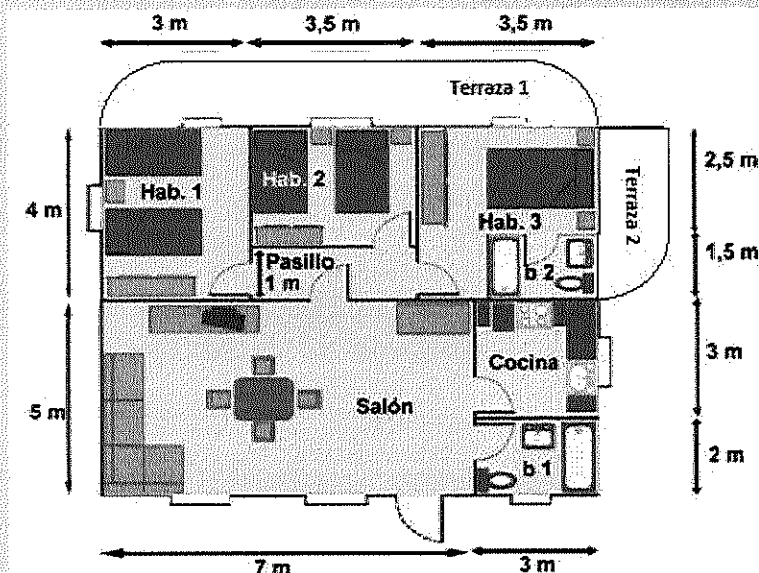 3 m
3,5 m
3,5 m
Terraza 1
4 m
Hab. 1
Hab. 2
Hab. 3
Terraza 2
2,5 m
1,5 m
Pasillo
1 m
b 2
5 m
Salón
Cocina
3 m
b 1
2 m
7 m
3 m